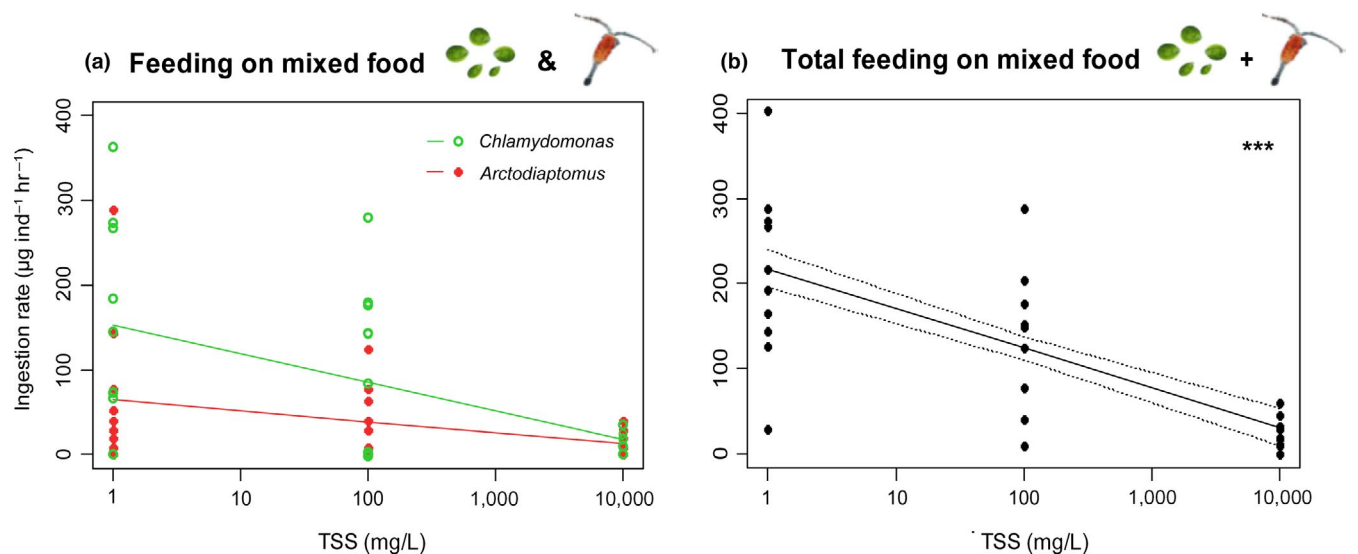 (a) Feeding on mixed food &
Ingestion rate (µg ind⁻¹ hr⁻¹)
400
300
200
100
0
Chlamydomonas
Arctodiaptomus
1 10 100 1,000 10,000
TSS (mg/L)
(b) Total feeding on mixed food +
400
300
200
100
0
***
1 10 100 1,000 10,000
TSS (mg/L)